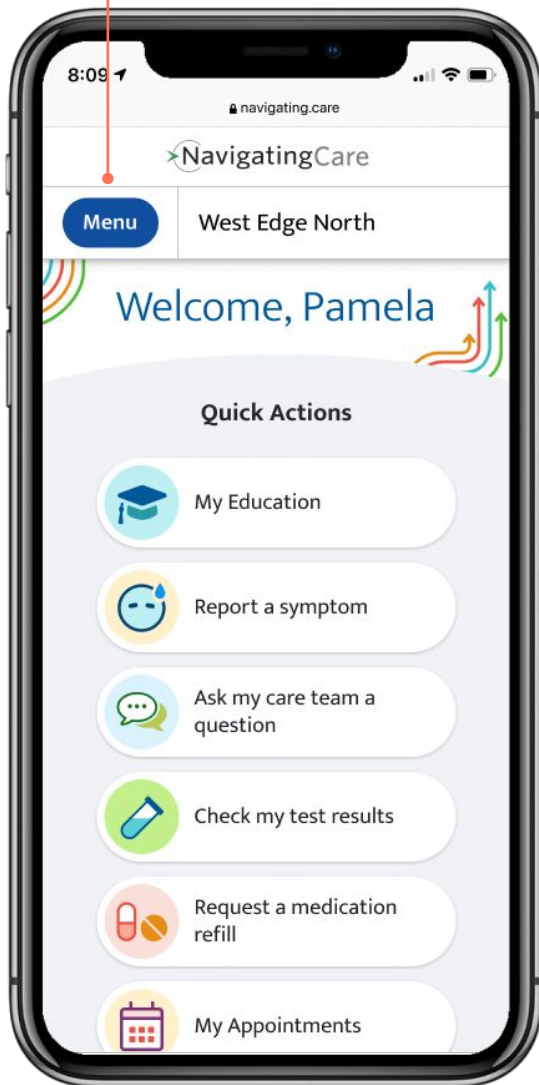 8:09
navigating.care
NavigatingCare
Menu
West Edge North
Welcome, Pamela
Quick Actions
My Education
Report a symptom
Ask my care team a
question
Check my test results
Request a medication
refill
My Appointments